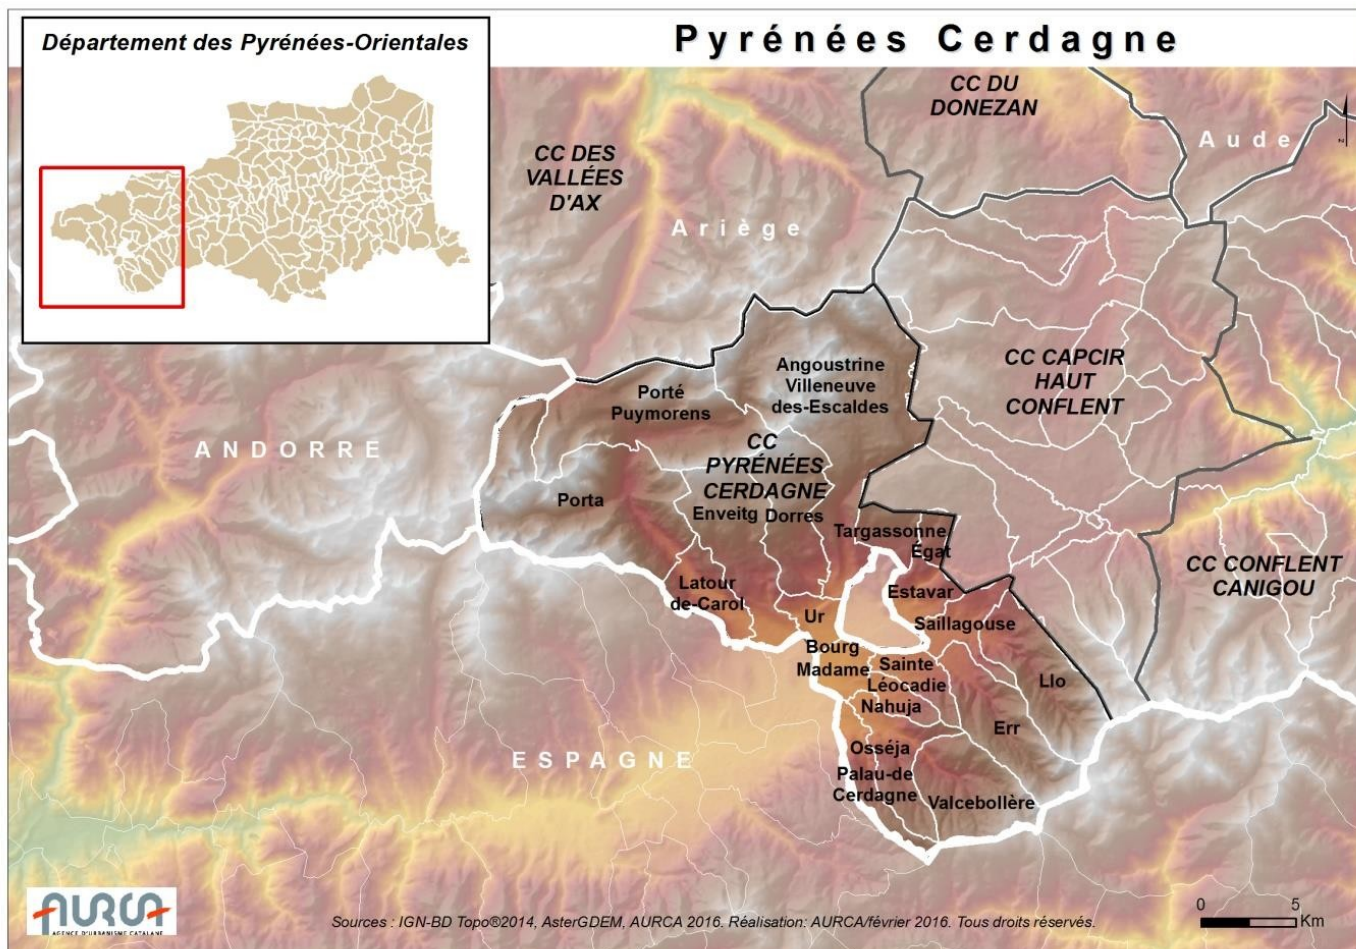 Pyrénées Cerdagne
Département des Pyrénées-Orientales
CC DU
DONEZAN
Aude
CC DES
VALLÉES
D'AX
Ariège
z
CC CAPCIR
HAUT
CONFLENT
Angoustrine
Villeneuve
des-Escaldes
Porté
Puymorens
ANDORRE
CC
PYRÉNÉES
CERDAGNE
Porta
Enveitg
Dorres
Targassonne
Égat
CC CONFLENT
CANIGOU
Latour
de-Carol
Estavar
Ur
Saillagouse
Bourg
Madame
Sainte
Léocadie
Nahuja
Llo
Err
ESPAGNE
Osséja
Palau-de
Cerdagne
Valcebollère
AURCA
AGENCE D'URBANISME CATALANE
Sources : IGN-BD Topo®2014, AsterGDEM, AURCA 2016. Réalisation: AURCA/février 2016. Tous droits réservés.
0 5
Km